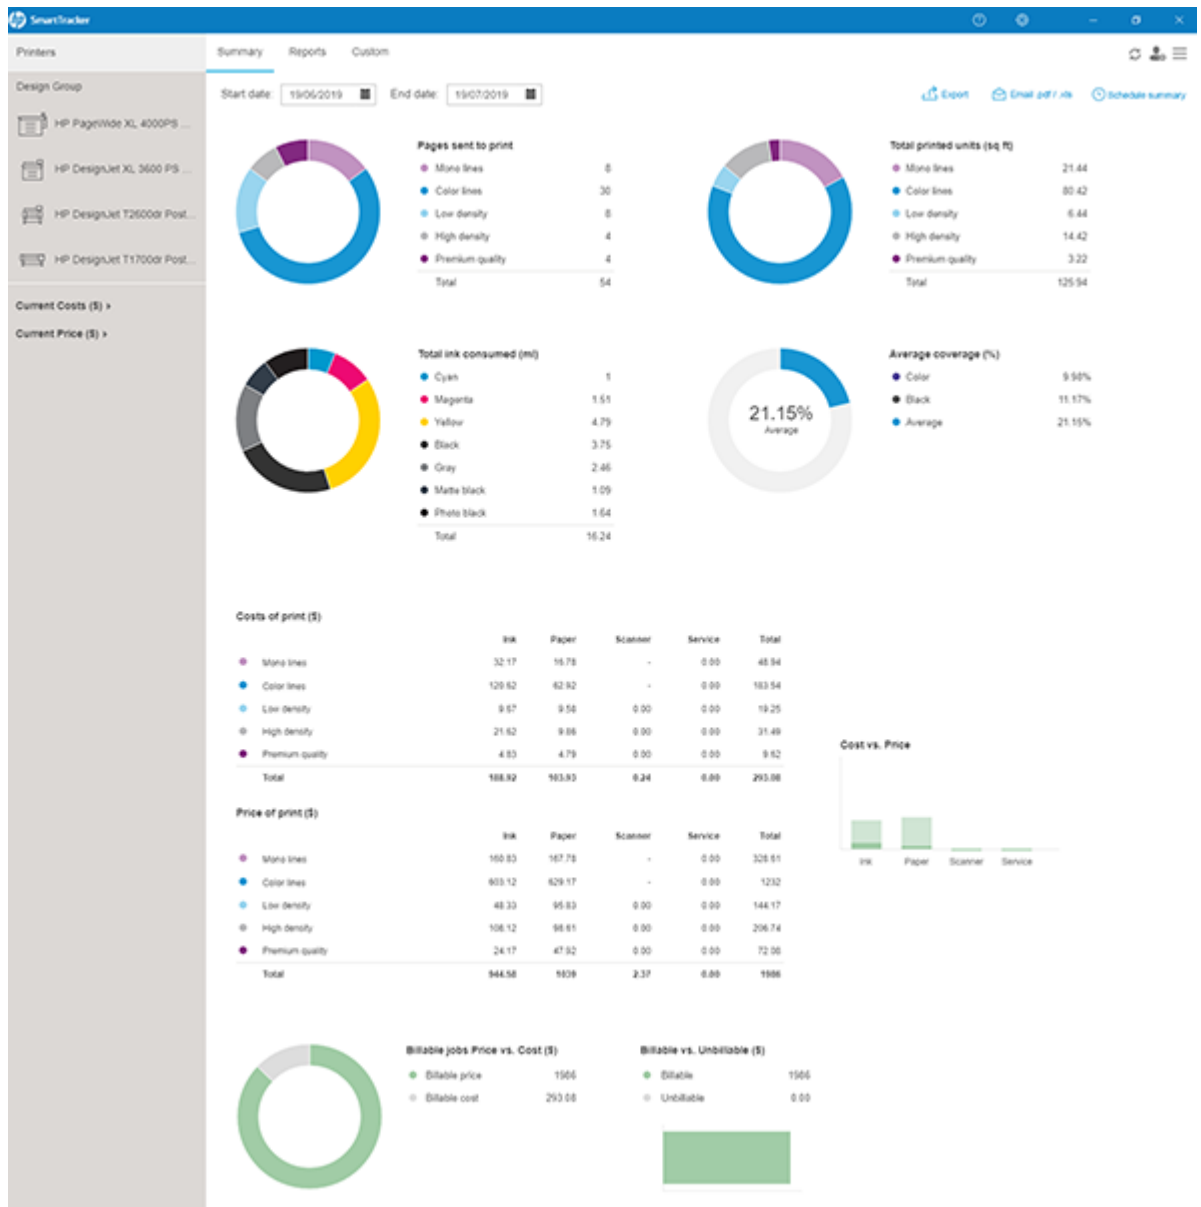 hp SmartTracker
Printers
Summary Reports Custom
Design Group
Start date: 19/06/2019 End date: 19/07/2019 Export Email .pdf / .xls Schedule summary
HP PageWide XL 4000PS ...
HP DesignJet XL 3600 PS ...
HP DesignJet T2600dr Post...
HP DesignJet T1700dr Post...
Current Costs ($) >
Current Price ($) >
Pages sent to print
Mono lines 8
Color lines 30
Low density 8
High density 4
Premium quality 4
Total 54
Total printed units (sq ft)
Mono lines 21.44
Color lines 80.42
Low density 6.44
High density 14.42
Premium quality 3.22
Total 125.94
Total ink consumed (ml)
Cyan 1
Magenta 1.51
Yellow 4.79
Black 3.75
Gray 2.46
Matte black 1.09
Photo black 1.64
Total 16.24
21.15%
Average
Average coverage (%)
Color 9.98%
Black 11.17%
Average 21.15%
Costs of print ($)
Ink Paper Scanner Service Total
Mono lines 32.17 16.78 - 0.00 48.94
Color lines 120.62 62.92 - 0.00 183.54
Low density 9.67 9.58 0.00 0.00 19.25
High density 21.62 9.86 0.00 0.00 31.49
Premium quality 4.83 4.79 0.00 0.00 9.62
Total 188.92 103.93 0.24 0.00 293.08
Price of print ($)
Ink Paper Scanner Service Total
Mono lines 160.83 167.78 - 0.00 328.61
Color lines 603.12 629.17 - 0.00 1232
Low density 48.33 95.83 0.00 0.00 144.17
High density 108.12 98.61 0.00 0.00 206.74
Premium quality 24.17 47.92 0.00 0.00 72.08
Total 944.58 1039 2.37 0.00 1986
Cost vs. Price
Ink Paper Scanner Service
Billable jobs Price vs. Cost ($)
Billable price 1986
Billable cost 293.08
Billable vs. Unbillable ($)
Billable 1986
Unbillable 0.00